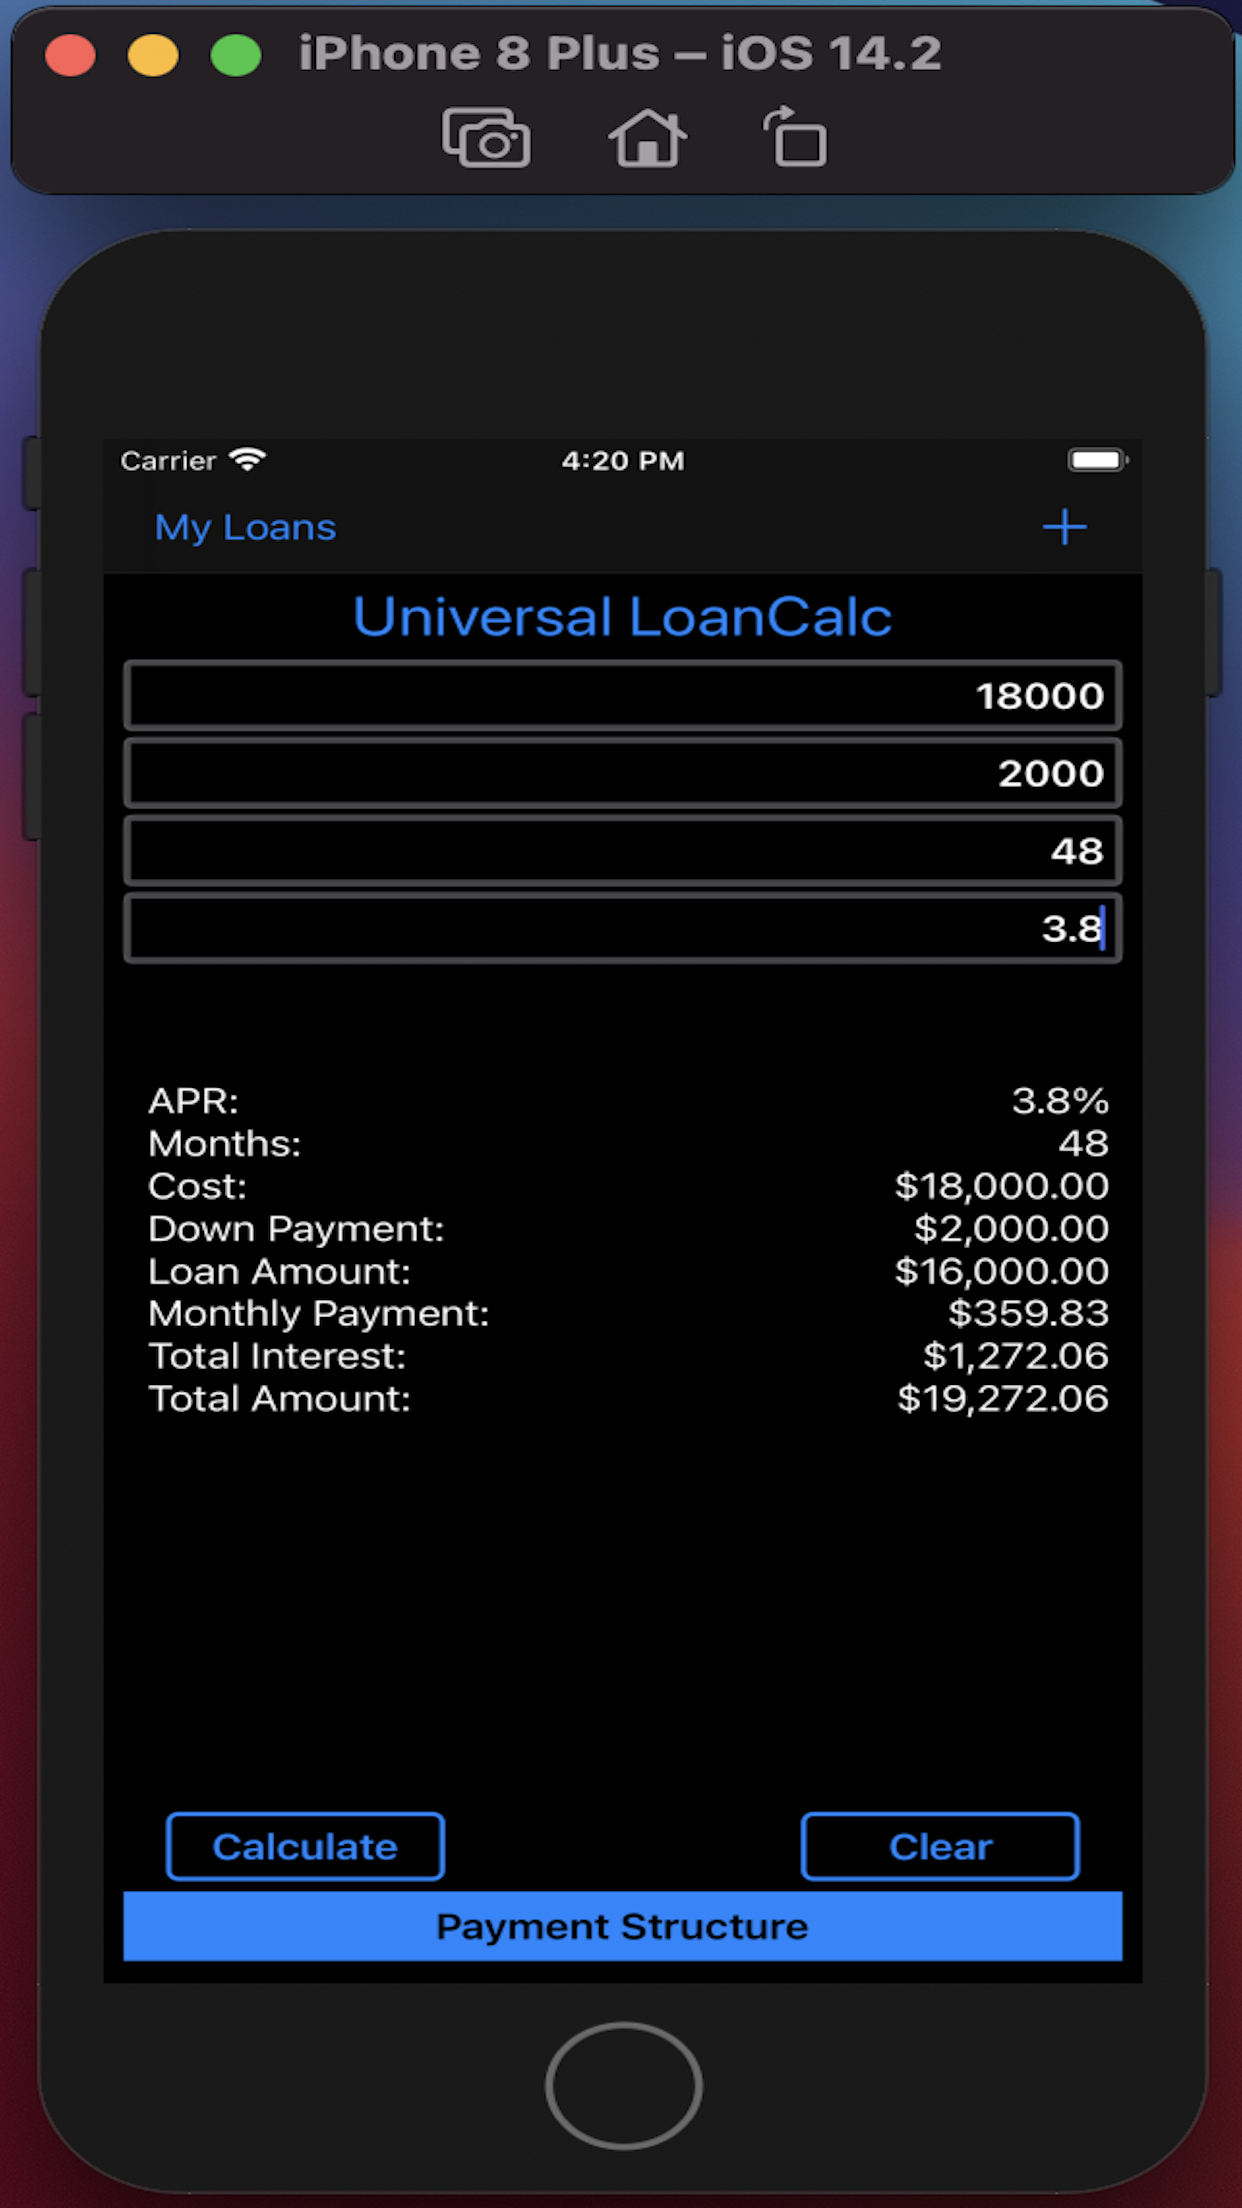 iPhone 8 Plus – iOS 14.2
Carrier 4:20 PM
My Loans +
Universal LoanCalc
18000
2000
48
3.8
APR: 3.8%
Months: 48
Cost: $18,000.00
Down Payment: $2,000.00
Loan Amount: $16,000.00
Monthly Payment: $359.83
Total Interest: $1,272.06
Total Amount: $19,272.06
Calculate Clear
Payment Structure